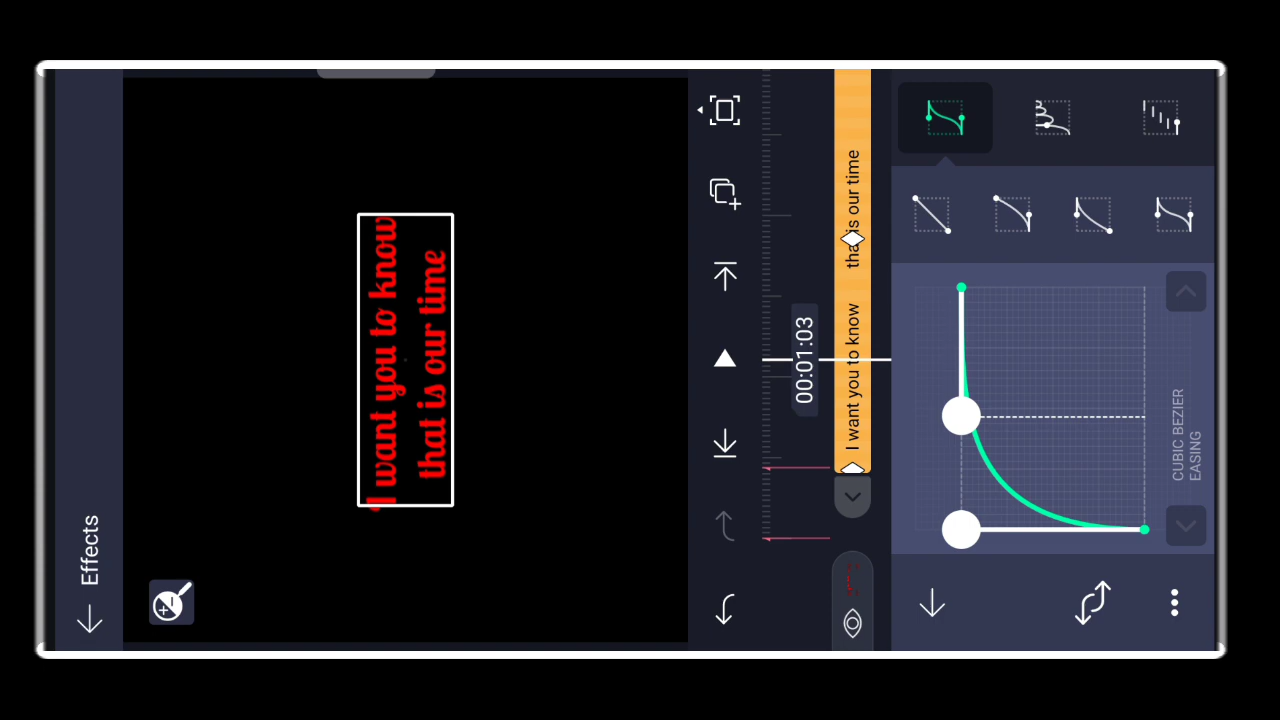 Effects
I want you to know
that is our time
00:01:03
I want you to know
that is our time
CUBIC BEZIER
EASING